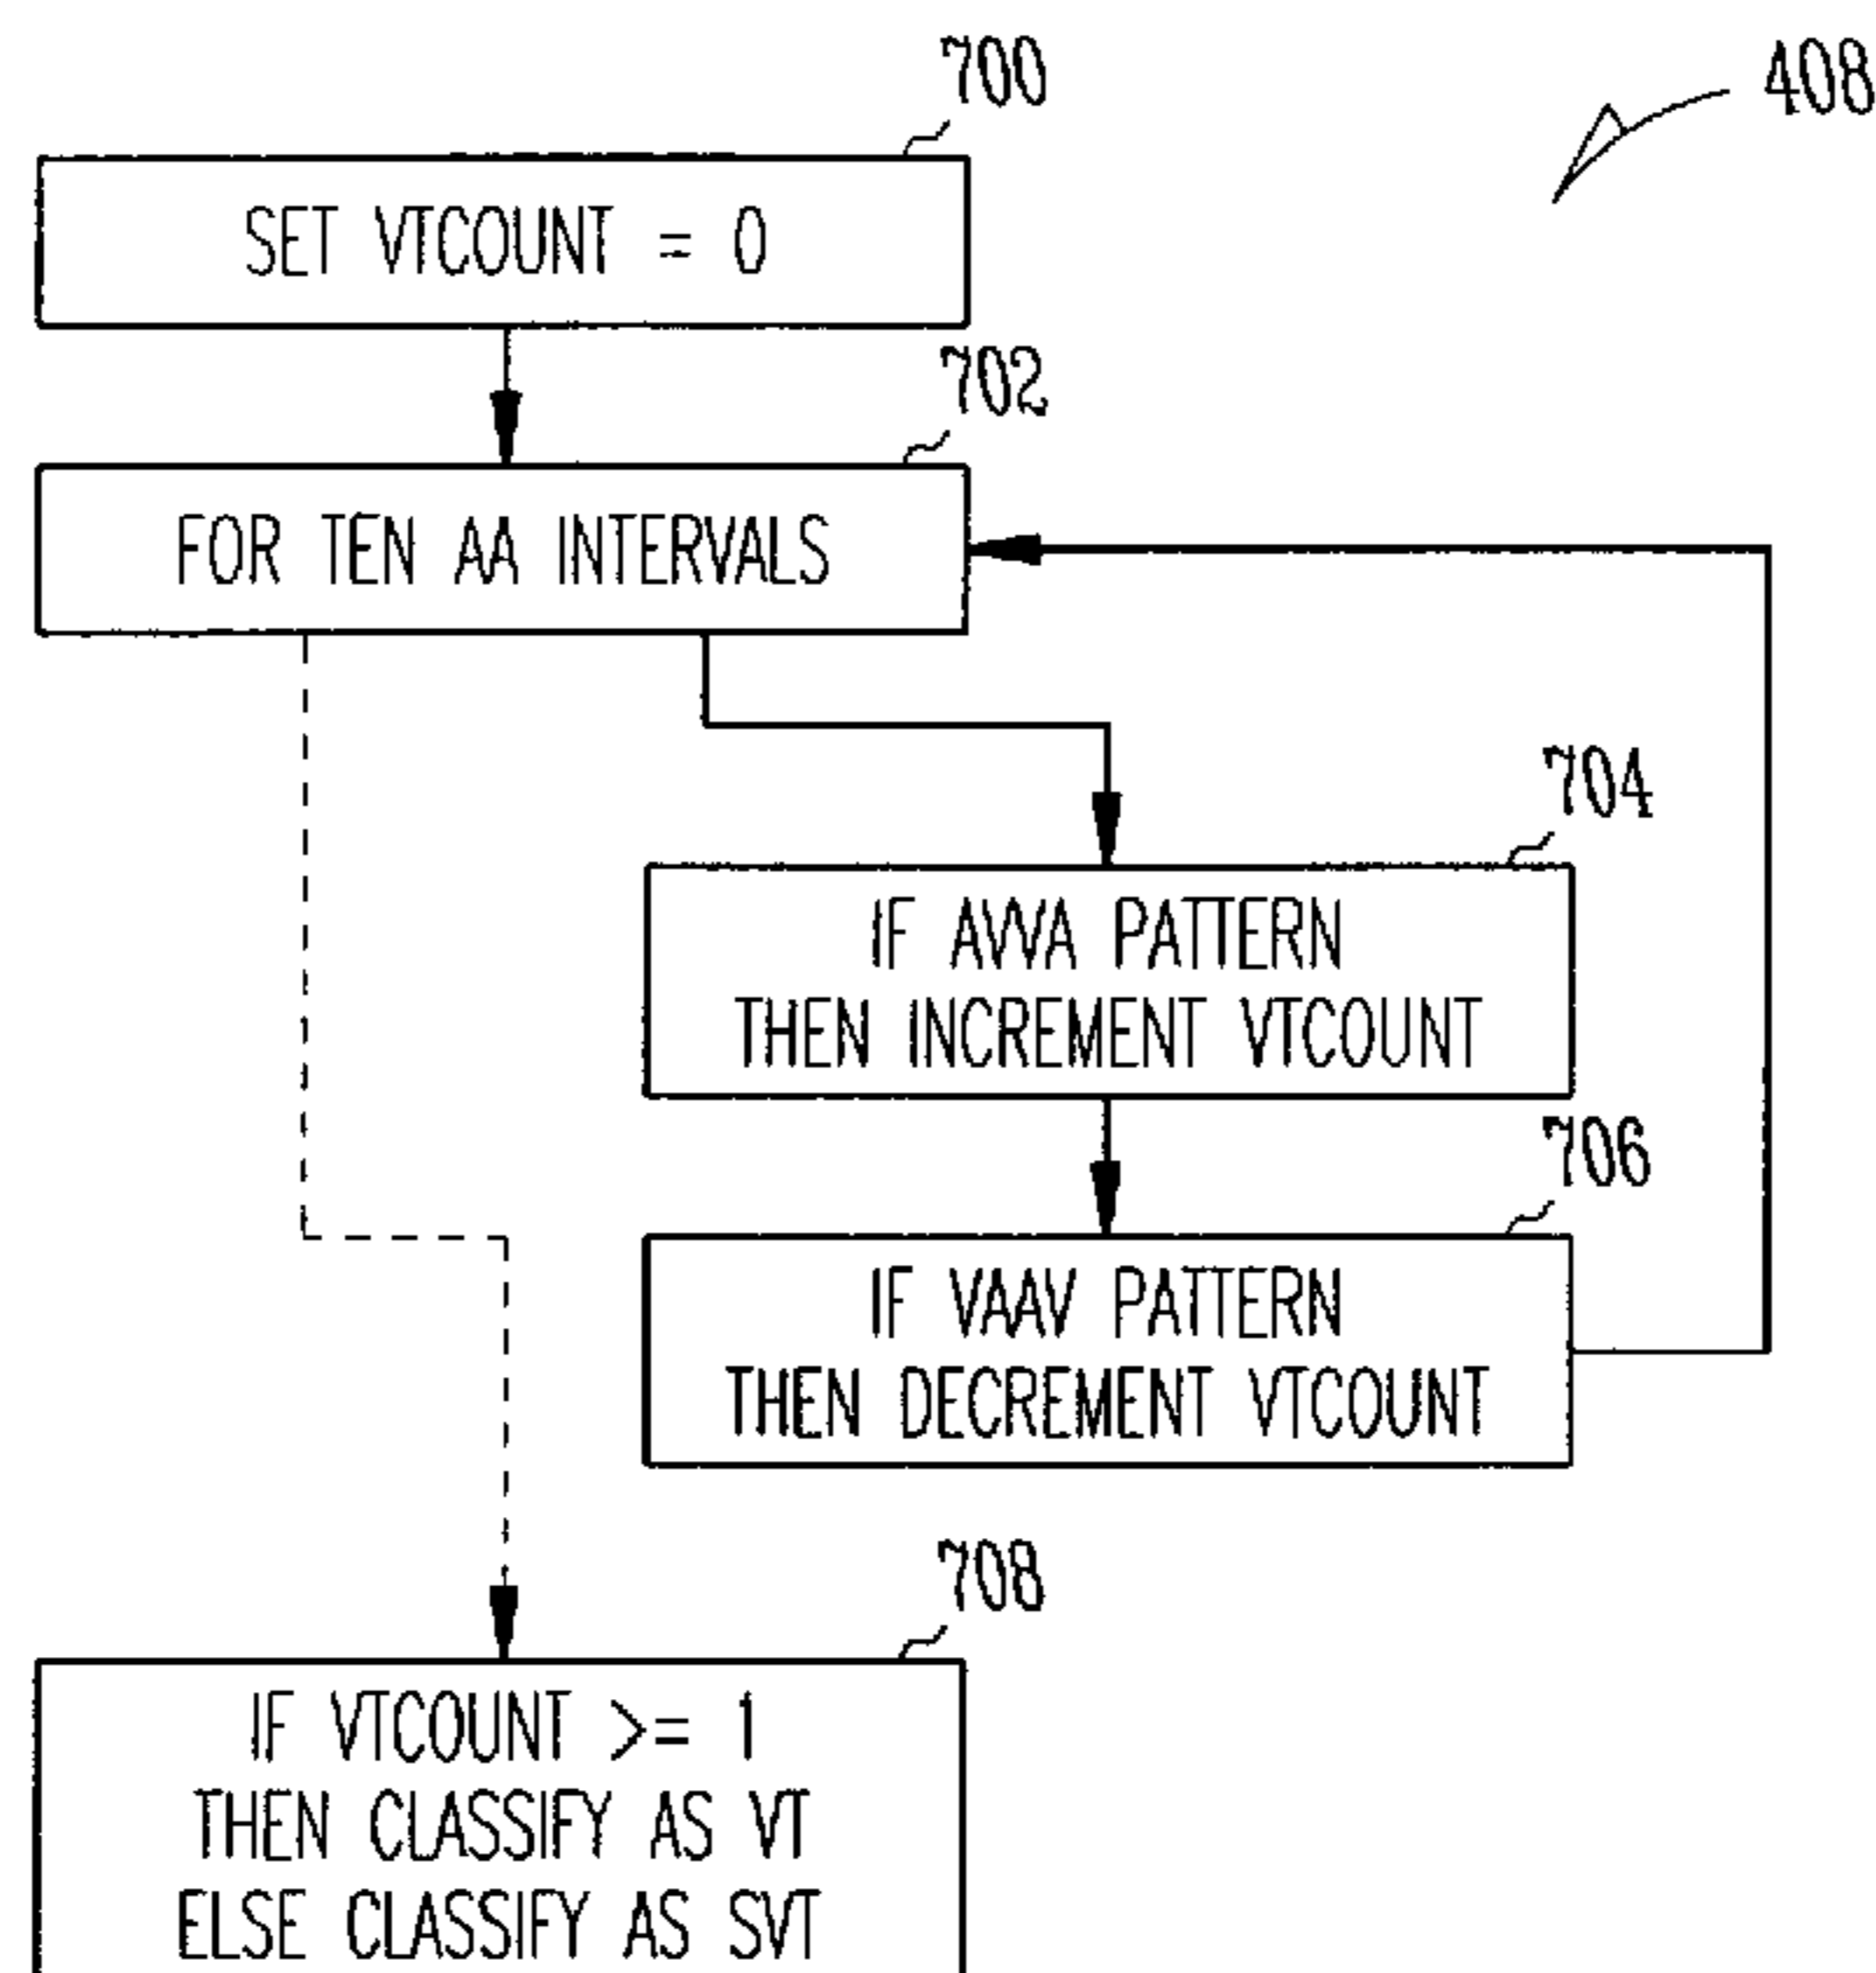 700
408
SET VTCOUNT = 0
702
FOR TEN AA INTERVALS
704
IF AVVA PATTERN
THEN INCREMENT VTCOUNT
706
IF VAAV PATTERN
THEN DECREMENT VTCOUNT
708
IF VTCOUNT >= 1
THEN CLASSIFY AS VT
ELSE CLASSIFY AS SVT